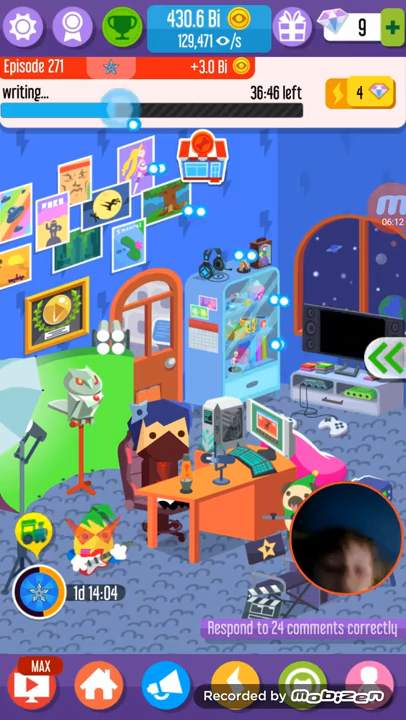 430.6 Bi
129,471 /s
9
+
Episode 271
+3.0 Bi
writing...
36:46 left
4
06:12
1d 14:04
Respond to 24 comments correctly
MAX
Recorded by
MOBIZEN